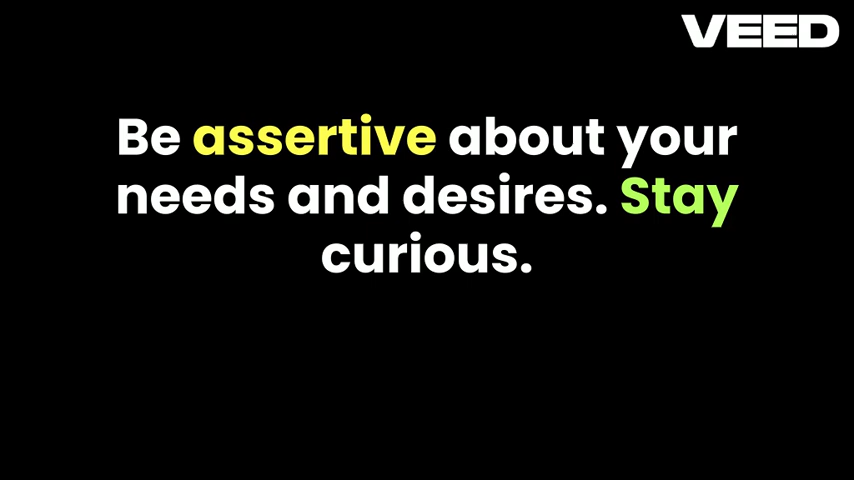 VEED
Be assertive about your
needs and desires. Stay
curious.